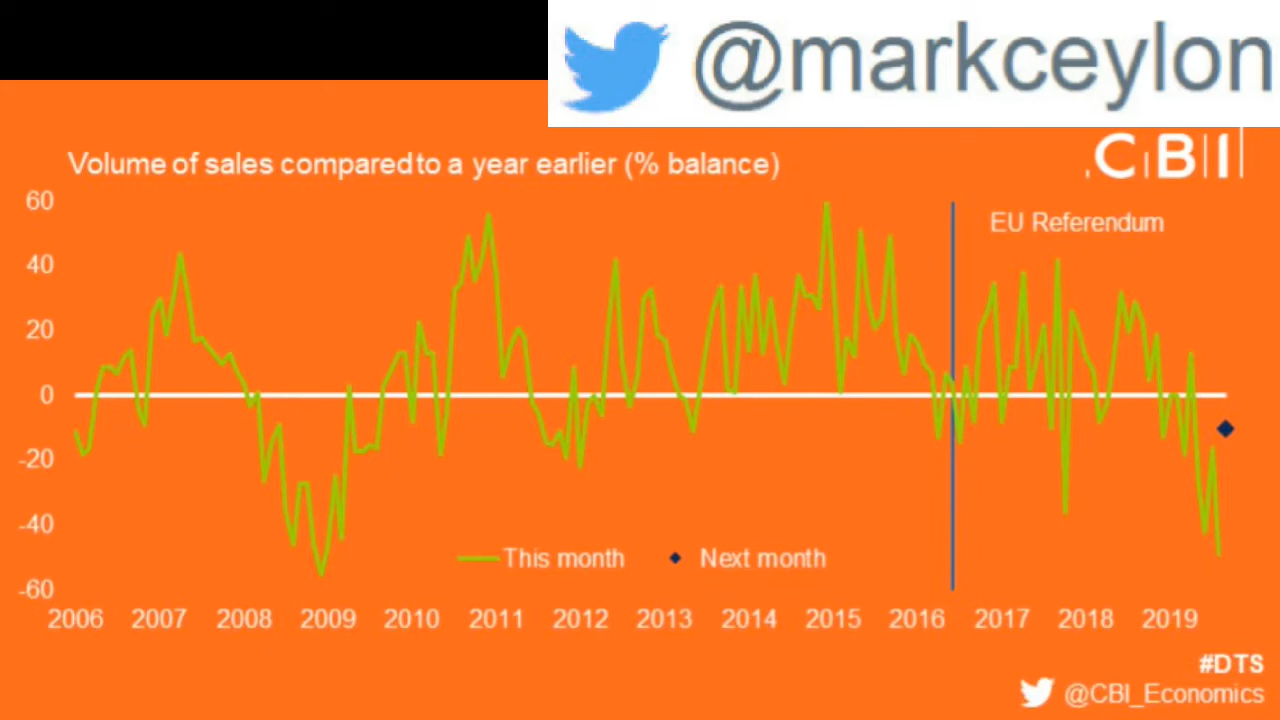 @markceylon
CBI
Volume of sales compared to a year earlier (% balance)
60
EU Referendum
40
20
0
-20
-40
This month
Next month
-60
2006 2007 2008 2009 2010 2011 2012 2013 2014 2015 2016 2017 2018 2019
#DTS
@CBI_Economics